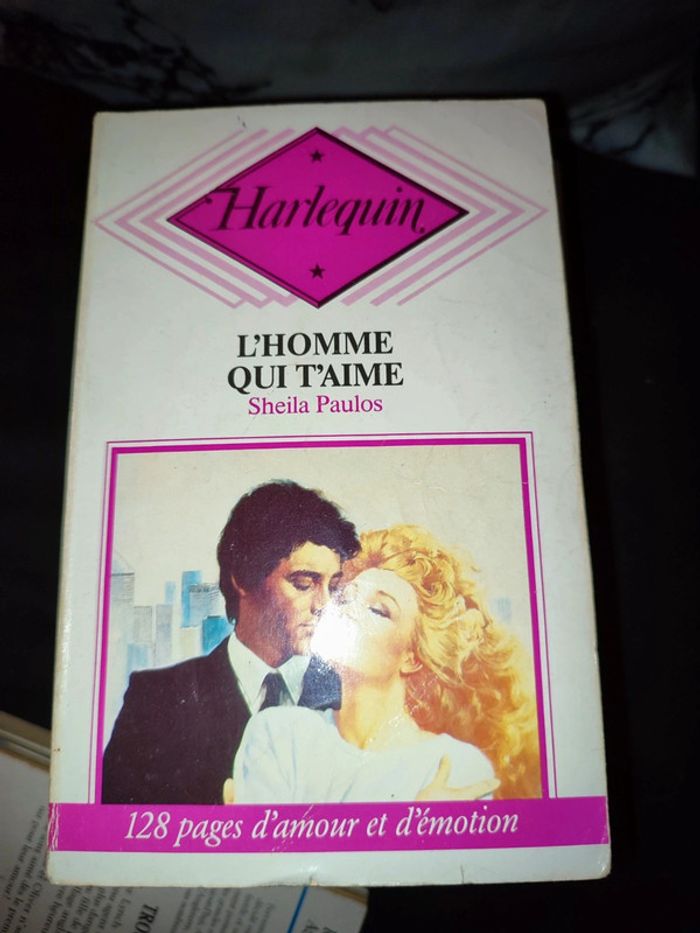 Harlequin
L'HOMME
QUI T'AIME
Sheila Paulos
128 pages d'amour et d'émotion